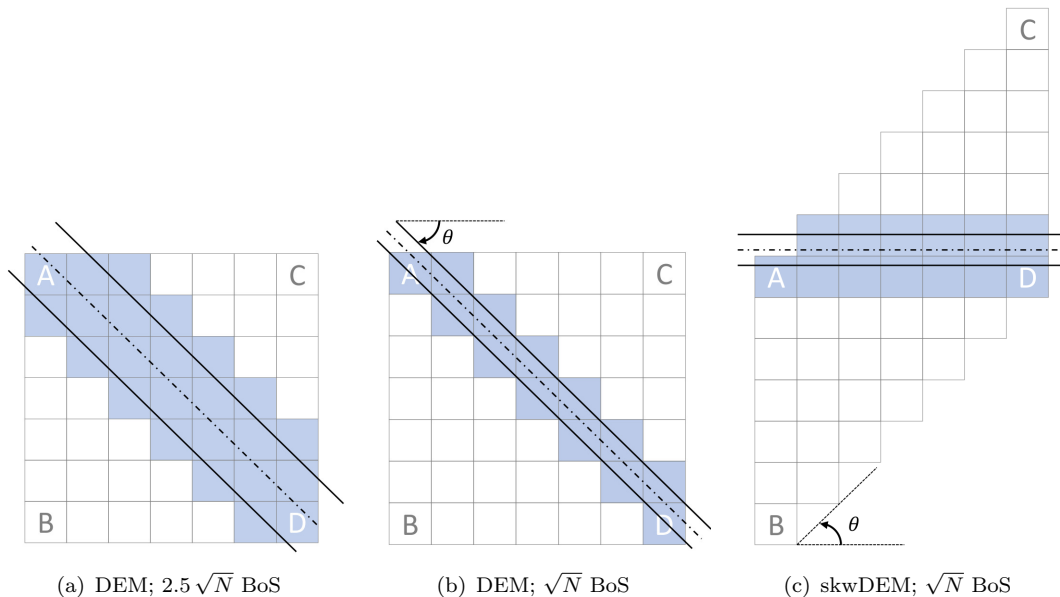 A
C
B
D
(a) DEM; 2.5 √N BoS
θ
A
C
B
D
(b) DEM; √N BoS
C
A
D
B
θ
(c) skwDEM; √N BoS